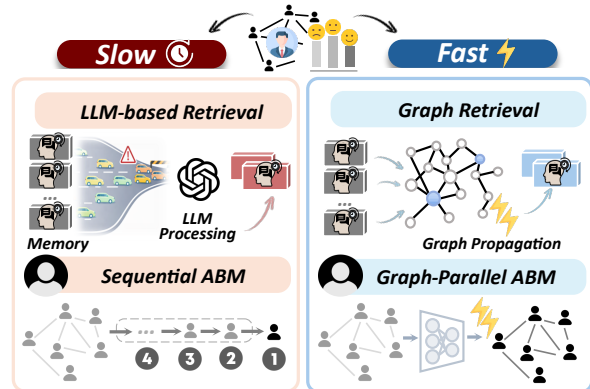 Slow
Fast
LLM-based Retrieval
...
Memory
LLM
Processing
Sequential ABM
...
4
3
2
1
Graph Retrieval
...
Graph Propagation
Graph-Parallel ABM